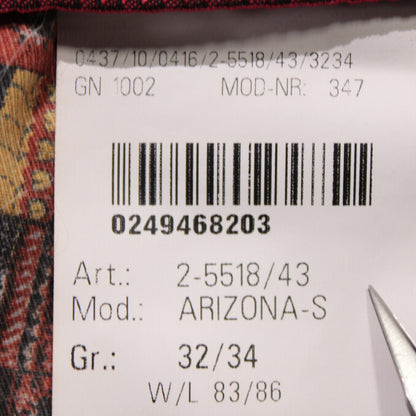 0437/10/0416/2-5518/43/3234
GN 1002 MOD-NR: 347
0249468203
Art.: 2-5518/43
Mod.: ARIZONA-S
Gr.: 32/34
W/L 83/86